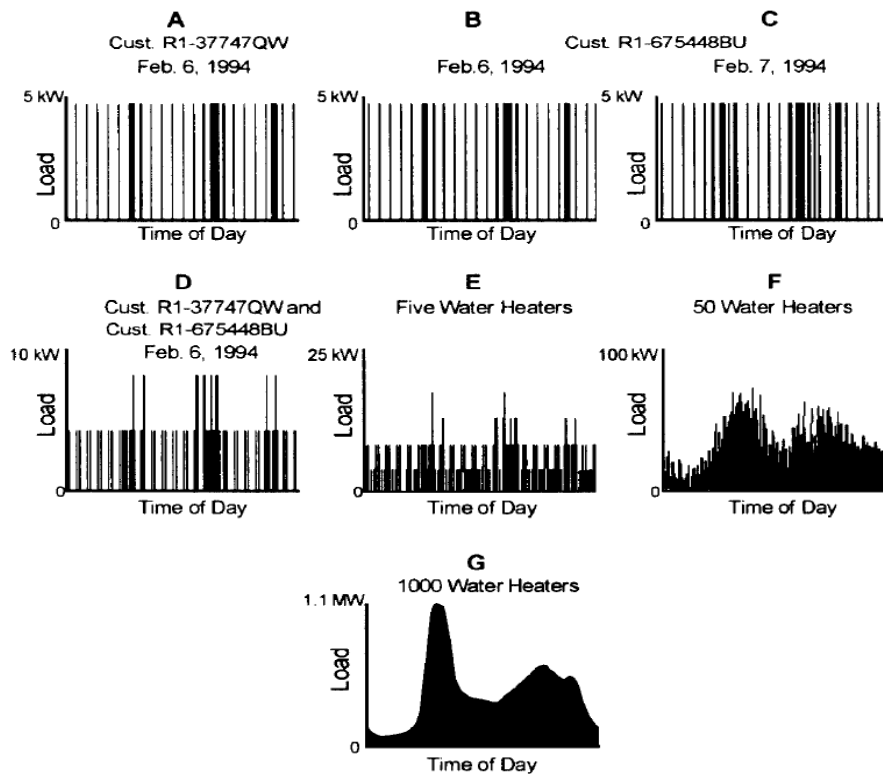 A
Cust. R1-37747QW
Feb. 6, 1994
5 kW
Load
0
Time of Day
B
C
Cust. R1-675448BU
Feb.6, 1994
Feb. 7, 1994
5 kW
Load
0
Time of Day
5 kW
Load
0
Time of Day
D
Cust. R1-37747QW and
Cust. R1-675448BU
Feb. 6, 1994
10 kW
Load
0
Time of Day
E
Five Water Heaters
25 kW
Load
0
Time of Day
F
50 Water Heaters
100 kW
Load
0
Time of Day
G
1000 Water Heaters
1.1 MW
Load
0
Time of Day